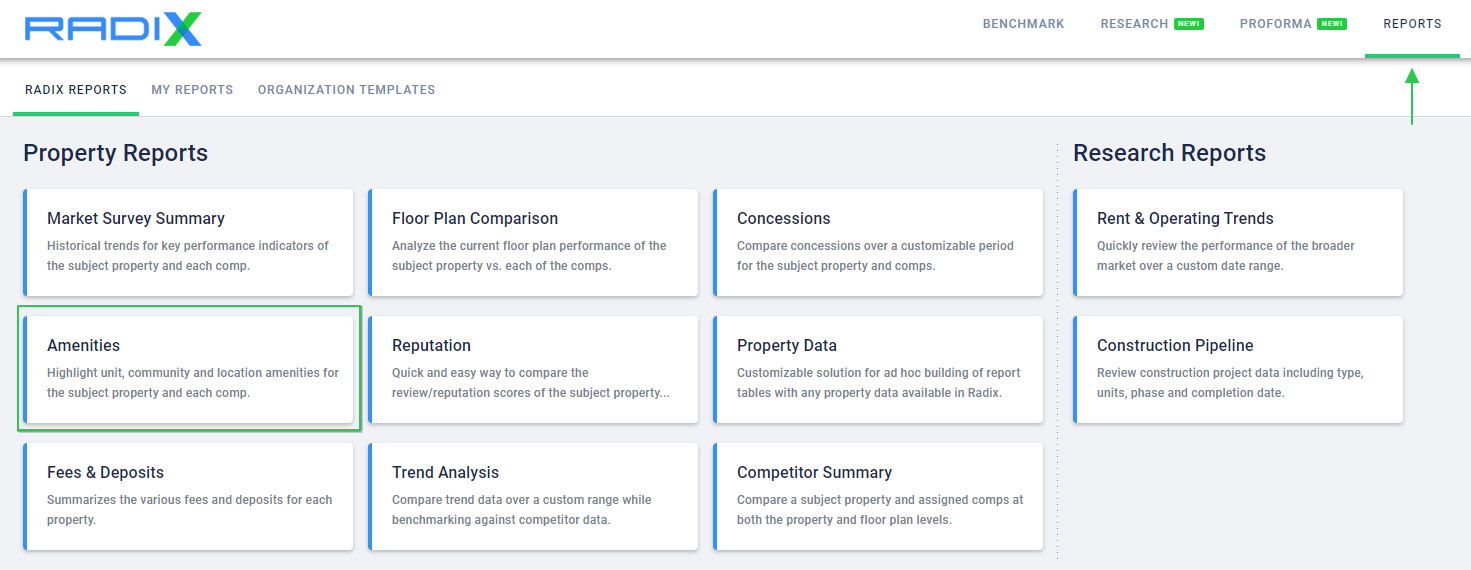 RADIX
BENCHMARK
RESEARCH NEW!
PROFORMA NEW!
REPORTS
RADIX REPORTS
MY REPORTS
ORGANIZATION TEMPLATES
Property Reports
Market Survey Summary
Historical trends for key performance indicators of
the subject property and each comp.
Floor Plan Comparison
Analyze the current floor plan performance of the
subject property vs. each of the comps.
Concessions
Compare concessions over a customizable period
for the subject property and comps.
Amenities
Highlight unit, community and location amenities for
the subject property and each comp.
Reputation
Quick and easy way to compare the
review/reputation scores of the subject property...
Property Data
Customizable solution for ad hoc building of report
tables with any property data available in Radix.
Fees & Deposits
Summarizes the various fees and deposits for each
property.
Trend Analysis
Compare trend data over a custom range while
benchmarking against competitor data.
Competitor Summary
Compare a subject property and assigned comps at
both the property and floor plan levels.
Research Reports
Rent & Operating Trends
Quickly review the performance of the broader
market over a custom date range.
Construction Pipeline
Review construction project data including type,
units, phase and completion date.